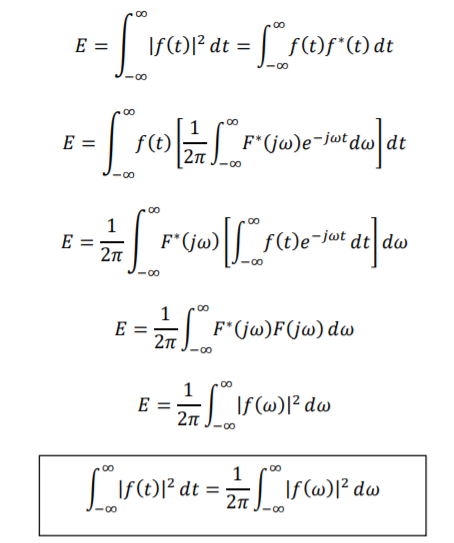 E = ∫_{-∞}^{∞} |f(t)|² dt = ∫_{-∞}^{∞} f(t)f*(t) dt
E = ∫_{-∞}^{∞} f(t) [1/2π ∫_{-∞}^{∞} F*(jω)e^{-jωt} dω] dt
E = 1/2π ∫_{-∞}^{∞} F*(jω) [∫_{-∞}^{∞} f(t)e^{-jωt} dt] dω
E = 1/2π ∫_{-∞}^{∞} F*(jω)F(jω) dω
E = 1/2π ∫_{-∞}^{∞} |f(ω)|² dω
∫_{-∞}^{∞} |f(t)|² dt = 1/2π ∫_{-∞}^{∞} |f(ω)|² dω